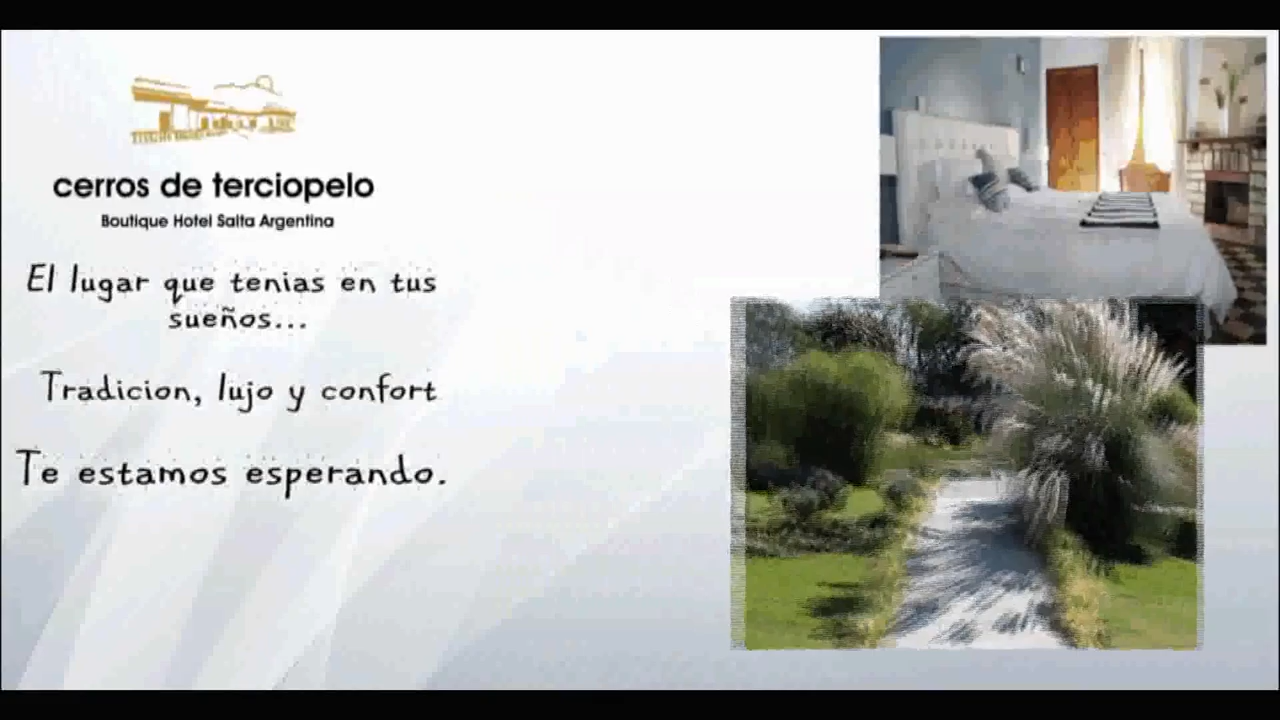 cerros de terciopelo
Boutique Hotel Salta Argentina
El lugar que tenias en tus
sueños...
Tradicion, lujo y confort
Te estamos esperando.